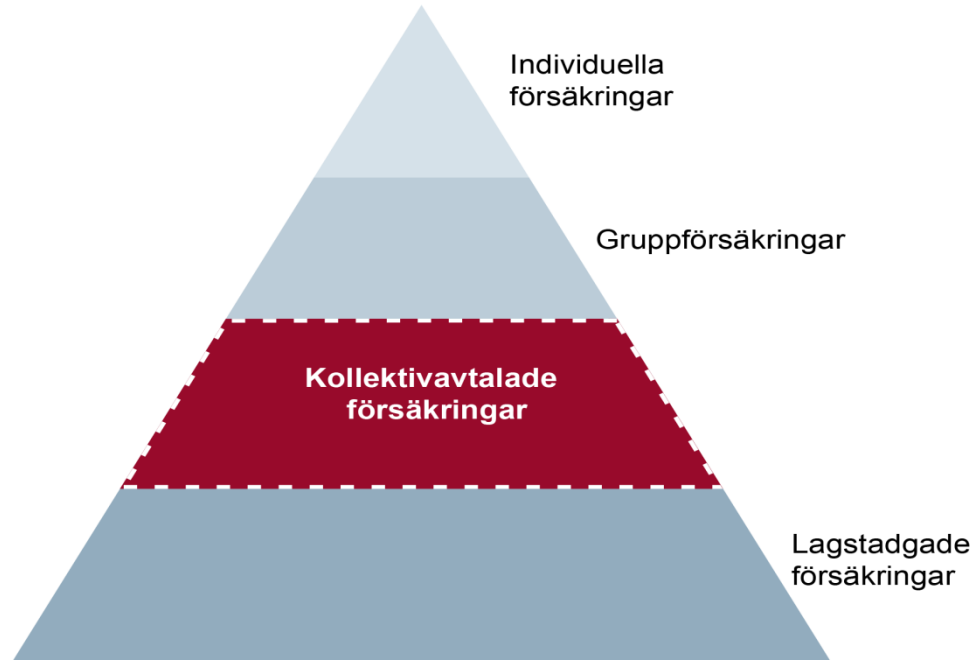 Individuella
försäkringar
Gruppförsäkringar
Kollektivavtalade
försäkringar
Lagstadgade
försäkringar